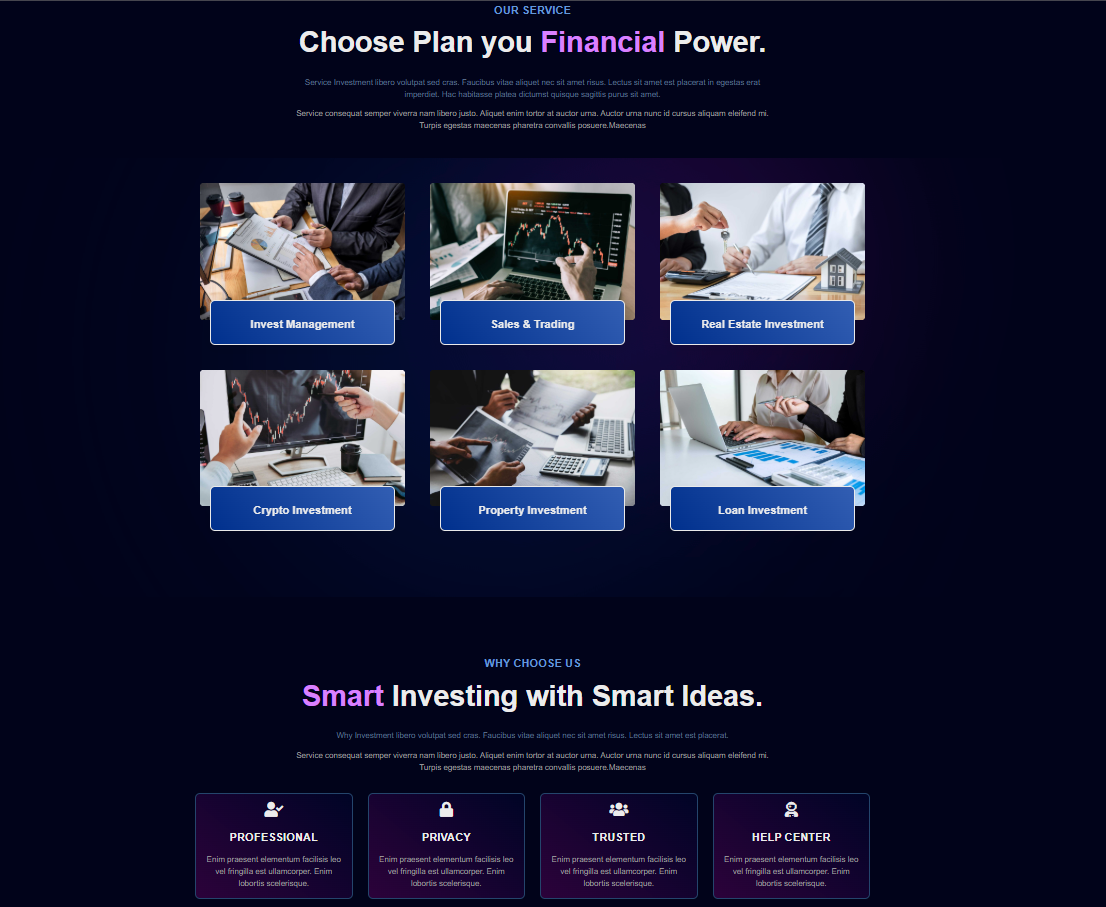 OUR SERVICE
Choose Plan you Financial Power.
Service Investment libero volutpat sed cras. Faucibus vitae aliquet nec sit amet risus. Lectus sit amet est placerat in egestas erat
imperdiet. Hac habitasse platea dictumst quisque sagittis purus sit amet.
Service consequat semper viverra nam libero justo. Aliquet enim tortor at auctor urna. Auctor urna nunc id cursus aliquam eleifend mi.
Turpis egestas maecenas pharetra convallis posuere.Maecenas
Invest Management
Sales & Trading
Real Estate Investment
Crypto Investment
Property Investment
Loan Investment
WHY CHOOSE US
Smart Investing with Smart Ideas.
Why Investment libero volutpat sed cras. Faucibus vitae aliquet nec sit amet risus. Lectus sit amet est placerat.
Service consequat semper viverra nam libero justo. Aliquet enim tortor at auctor urna. Auctor urna nunc id cursus aliquam eleifend mi.
Turpis egestas maecenas pharetra convallis posuere.Maecenas
PROFESSIONAL
Enim praesent elementum facilisis leo
vel fringilla est ullamcorper. Enim
lobortis scelerisque.
PRIVACY
Enim praesent elementum facilisis leo
vel fringilla est ullamcorper. Enim
lobortis scelerisque.
TRUSTED
Enim praesent elementum facilisis leo
vel fringilla est ullamcorper. Enim
lobortis scelerisque.
HELP CENTER
Enim praesent elementum facilisis leo
vel fringilla est ullamcorper. Enim
lobortis scelerisque.